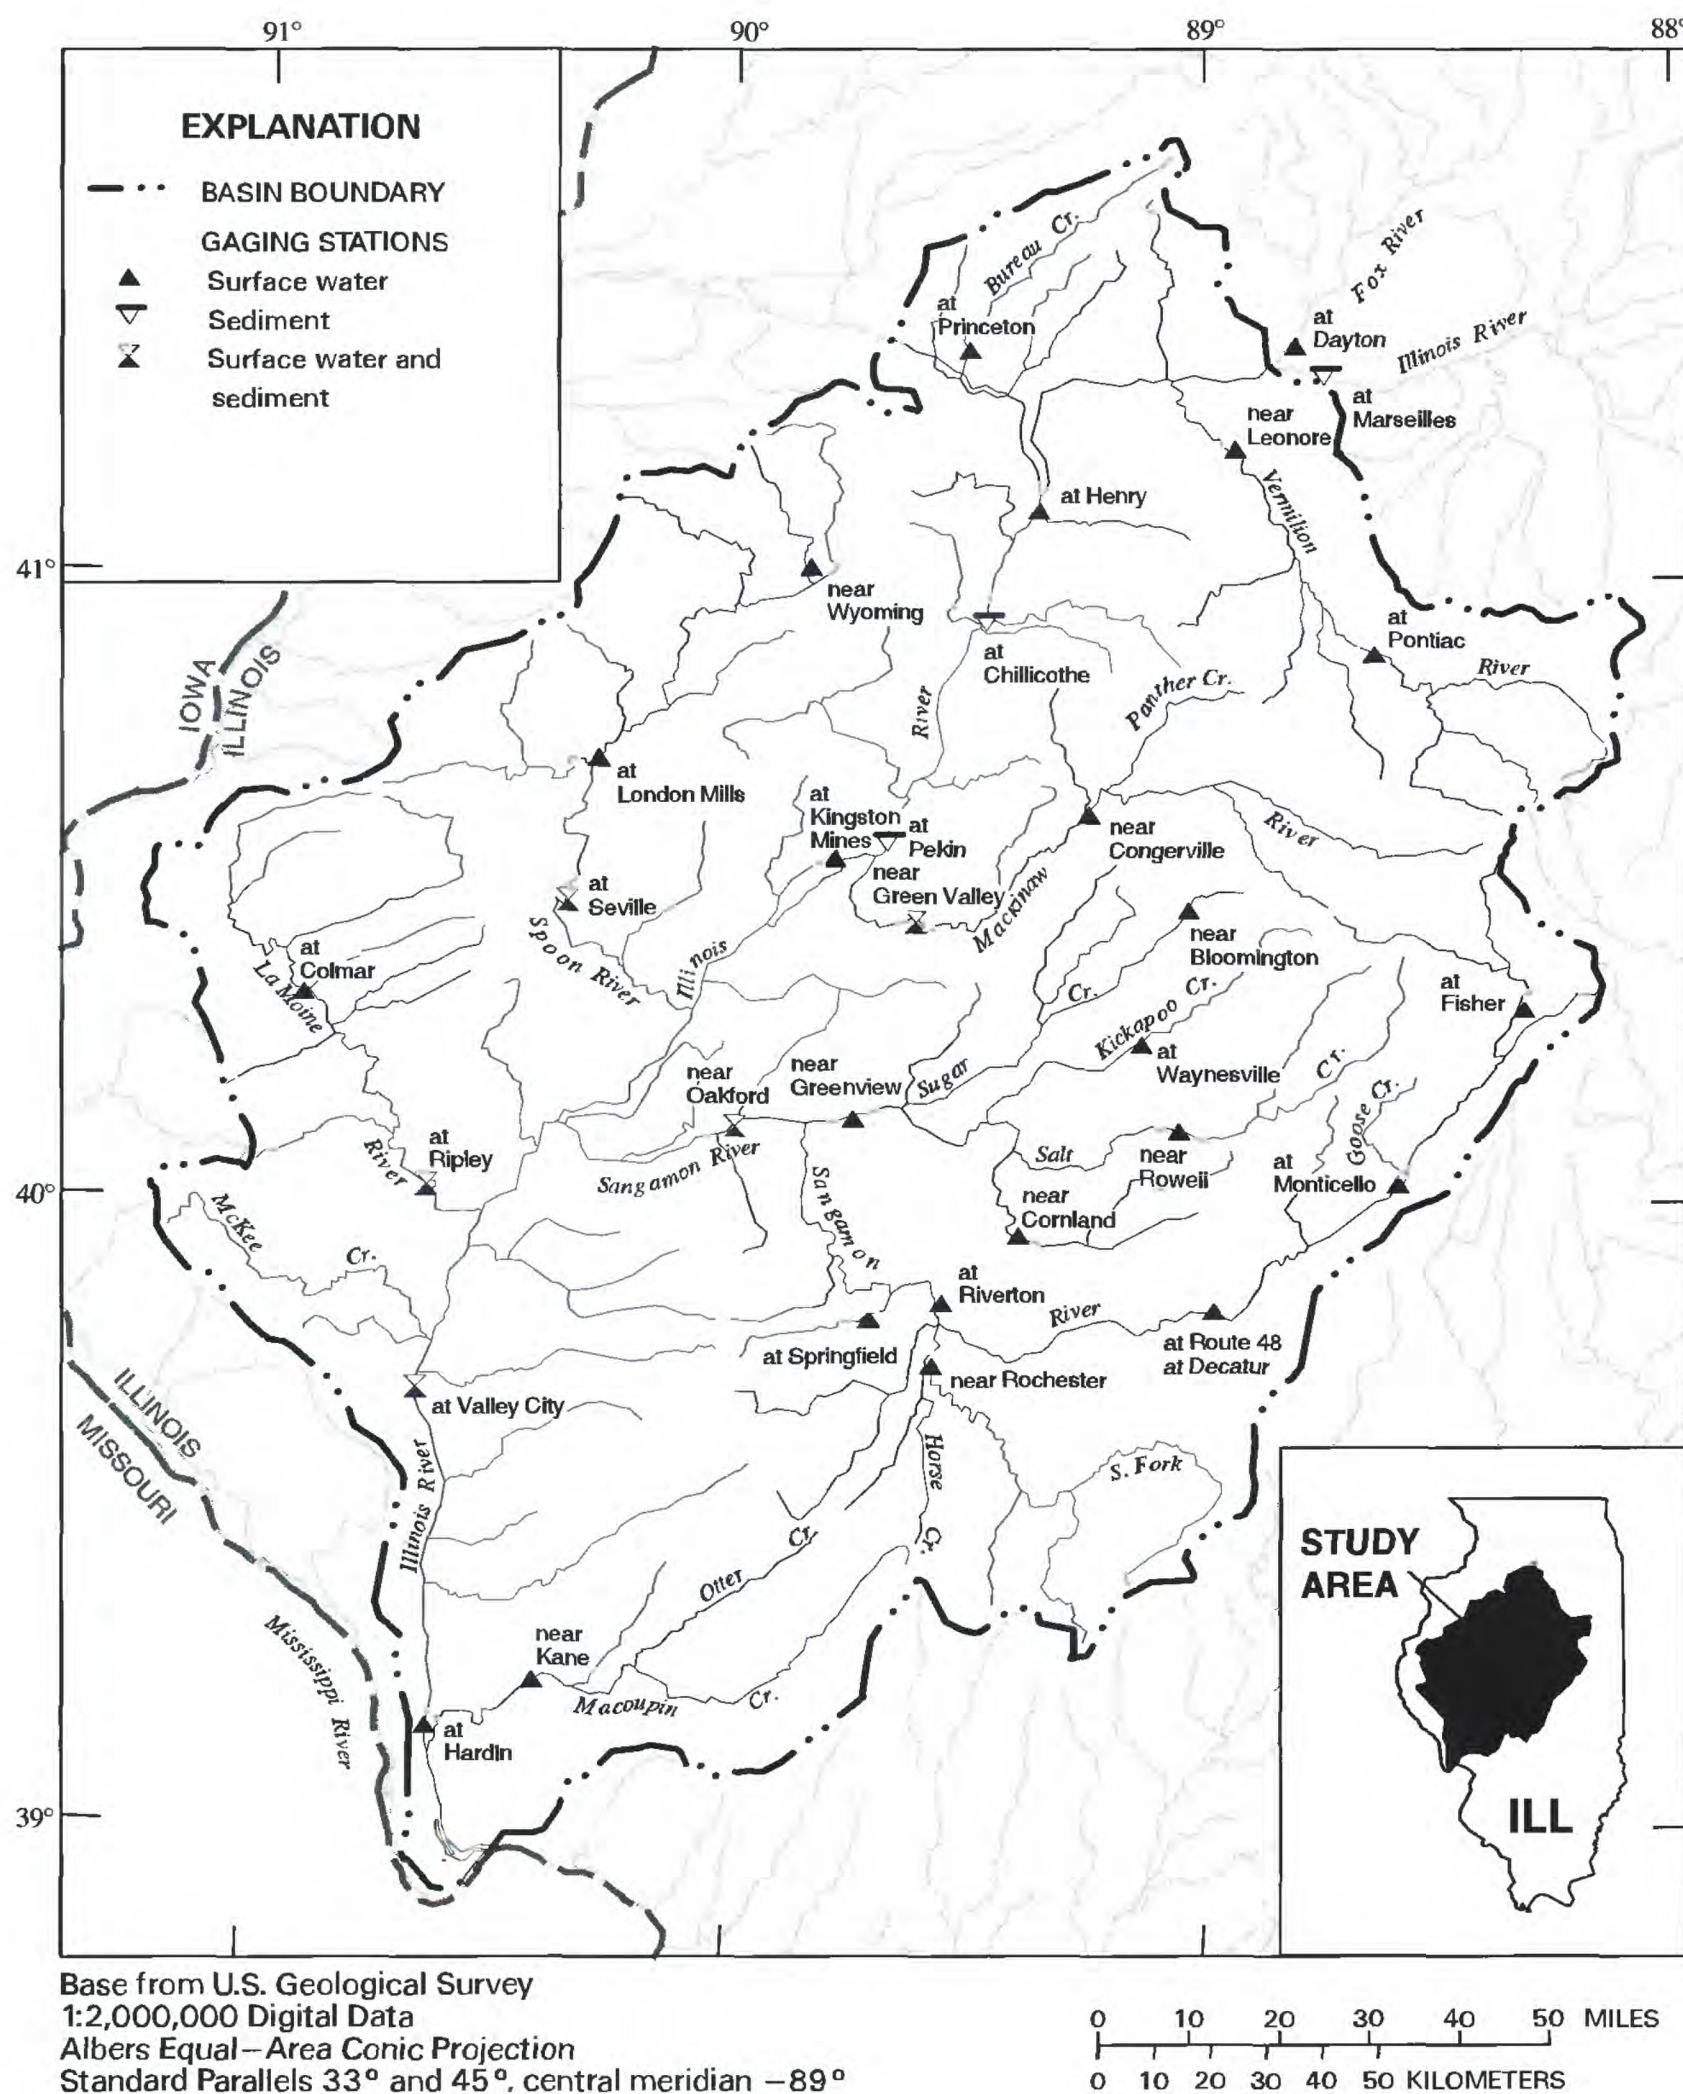 91°
90°
89°
88°
EXPLANATION
BASIN BOUNDARY
GAGING STATIONS
Surface water
Sediment
Surface water and
sediment
Bureau Cr.
at
Princeton
Fox River
at
Dayton
Illinois River
at
Marseilles
near
Leonore
Vermilion
at Henry
41°
near
Wyoming
at
Chillicothe
at
Pontiac
River
IOWA
ILLINOIS
River
Panther Cr.
at
London Mills
at
Kingston
Mines
at
Pekin
near
Congerville
River
near
Green Valley
Mackinaw
at
Seville
Spoon River
Illinois
near
Bloomington
at
Colmar
La Moine
Cr.
Kickapoo Cr.
at
Fisher
at
Waynesville
near
Oakford
near
Greenview
Sugar
Cr.
Goose Cr.
at
Ripley
River
Sangamon River
Salt
near
Rowell
at
Monticello
40°
McKee
Cr.
Sangamon
near
Cornland
at
Riverton
River
at Springfield
at Route 48
at Decatur
near Rochester
at Valley City
ILLINOIS
MISSOURI
Illinois River
Horse
Cr.
S. Fork
Cr.
Otter
STUDY
AREA
Mississippi
River
near
Kane
Macoupin
Cr.
at
Hardin
39°
ILL
Base from U.S. Geological Survey
1:2,000,000 Digital Data
Albers Equal-Area Conic Projection
Standard Parallels 33° and 45°, central meridian -89°
0 10 20 30 40 50 MILES
0 10 20 30 40 50 KILOMETERS